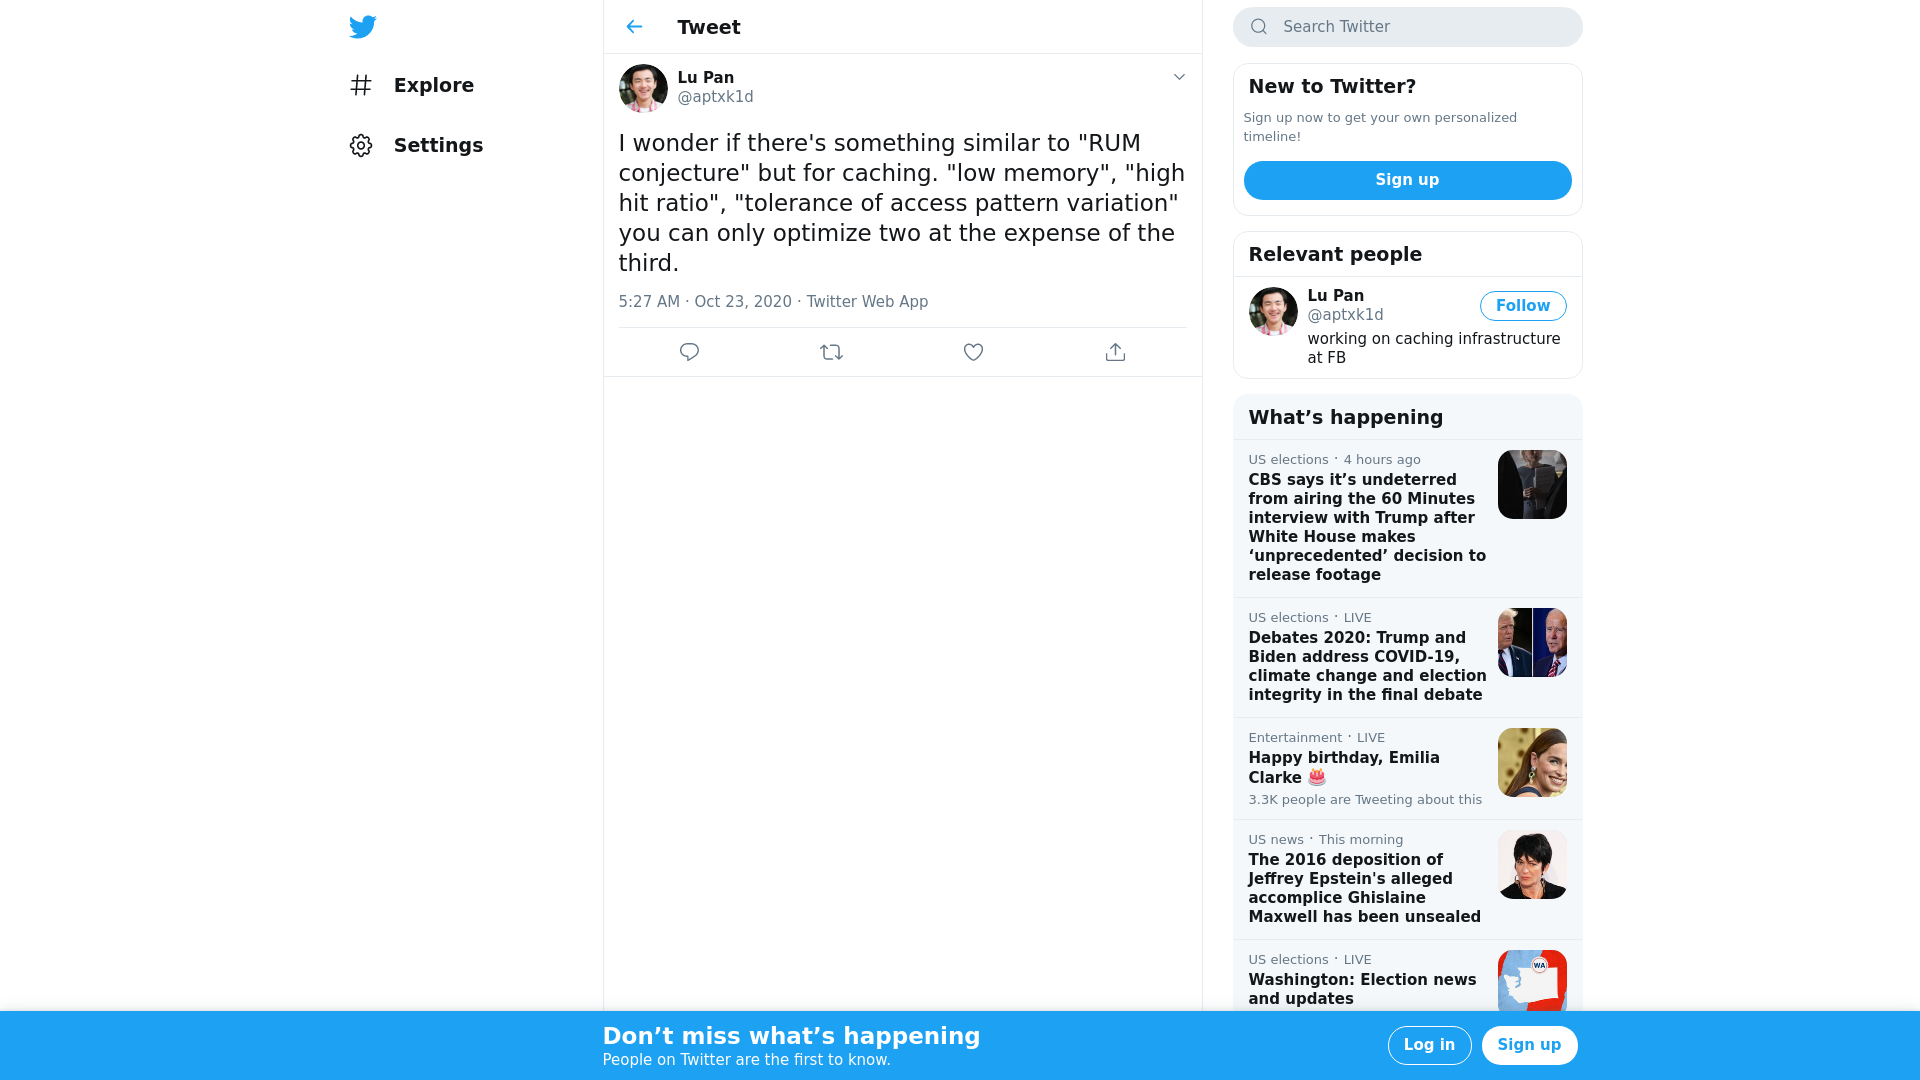 Explore
Settings
Tweet
Lu Pan
@aptxk1d
I wonder if there's something similar to "RUM
conjecture" but for caching. "low memory", "high
hit ratio", "tolerance of access pattern variation"
you can only optimize two at the expense of the
third.
5:27 AM · Oct 23, 2020 · Twitter Web App
Search Twitter
New to Twitter?
Sign up now to get your own personalized
timeline!
Sign up
Relevant people
Lu Pan
@aptxk1d
Follow
working on caching infrastructure
at FB
What’s happening
US elections · 4 hours ago
CBS says it’s undeterred
from airing the 60 Minutes
interview with Trump after
White House makes
‘unprecedented’ decision to
release footage
US elections · LIVE
Debates 2020: Trump and
Biden address COVID-19,
climate change and election
integrity in the final debate
Entertainment · LIVE
Happy birthday, Emilia
Clarke 🎂
3.3K people are Tweeting about this
US news · This morning
The 2016 deposition of
Jeffrey Epstein's alleged
accomplice Ghislaine
Maxwell has been unsealed
US elections · LIVE
Washington: Election news
and updates
WA
Don’t miss what’s happening
People on Twitter are the first to know.
Log in
Sign up